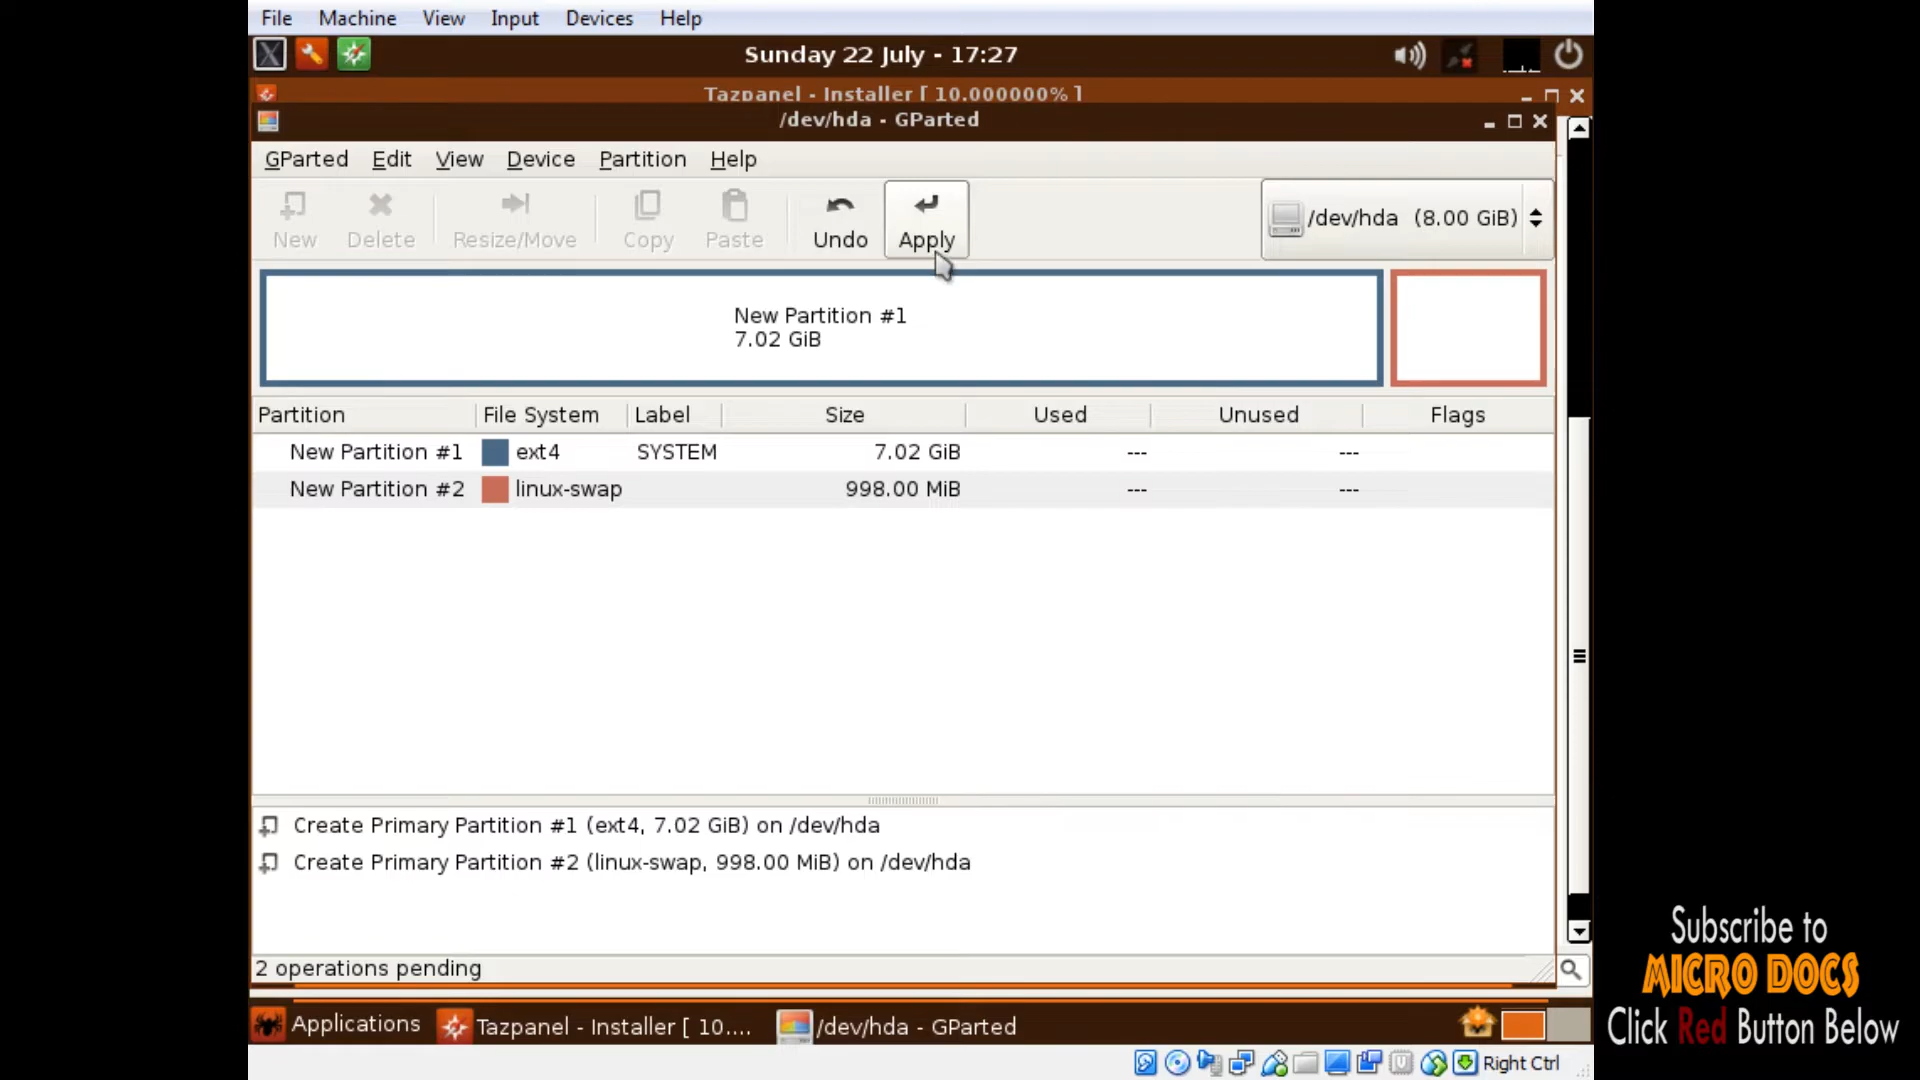 File Machine View Input Devices Help
Sunday 22 July - 17:27
Tazpanel - Installer [ 10.000000% ]
/dev/hda - GParted
GParted Edit View Device Partition Help
New Delete Resize/Move Copy Paste Undo Apply
/dev/hda (8.00 GiB)
New Partition #1
7.02 GiB
Partition File System Label Size Used Unused Flags
New Partition #1 ext4 SYSTEM 7.02 GiB --- ---
New Partition #2 linux-swap 998.00 MiB --- ---
Create Primary Partition #1 (ext4, 7.02 GiB) on /dev/hda
Create Primary Partition #2 (linux-swap, 998.00 MiB) on /dev/hda
2 operations pending
Applications Tazpanel - Installer [ 10.... /dev/hda - GParted
Right Ctrl
Subscribe to
MICRO DOCS
Click Red Button Below